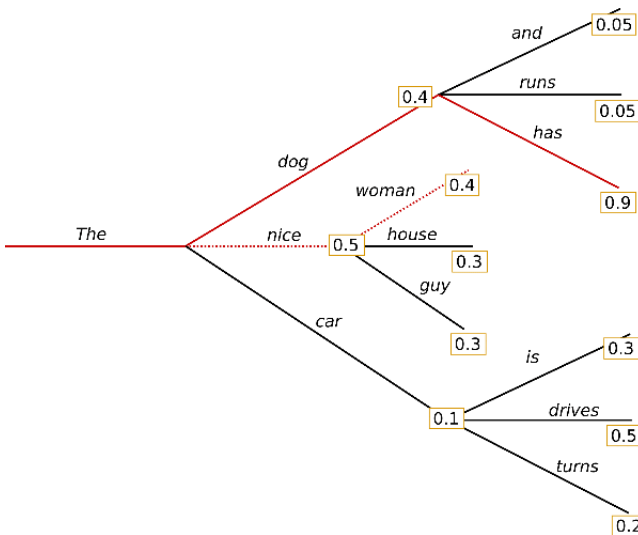 and
0.05
runs
0.4
0.05
has
dog
woman
0.4
0.9
The
nice
0.5
house
0.3
guy
car
0.3
is
0.3
0.1
drives
0.5
turns
0.2